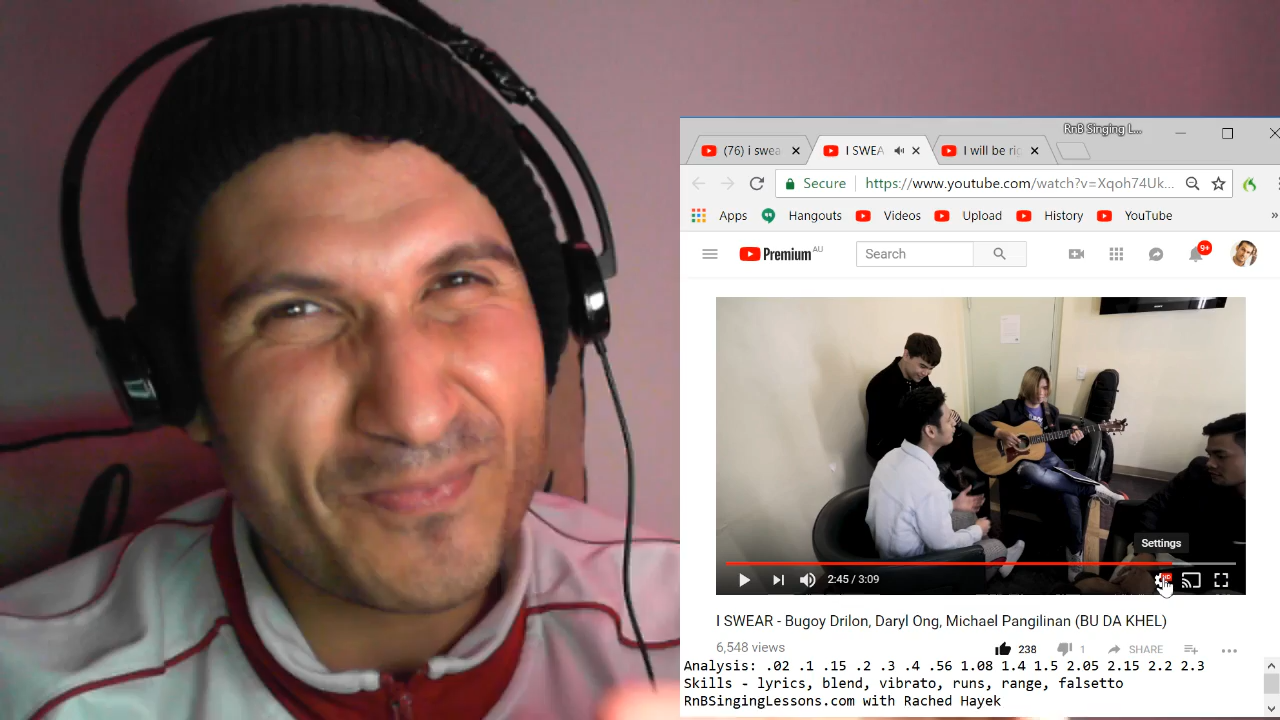 RnB Singing L...
(76) i swea
I SWEA
I will be rig
Secure
https://www.youtube.com/watch?v=Xqoh74Uk...
Apps
Hangouts
Videos
Upload
History
YouTube
»
Premium AU
Search
9+
Settings
2:45 / 3:09
HD
I SWEAR - Bugoy Drilon, Daryl Ong, Michael Pangilinan (BU DA KHEL)
6,548 views
238
1
SHARE
Analysis: .02 .1 .15 .2 .3 .4 .56 1.08 1.4 1.5 2.05 2.15 2.2 2.3
Skills - lyrics, blend, vibrato, runs, range, falsetto
RnBSingingLessons.com with Rached Hayek